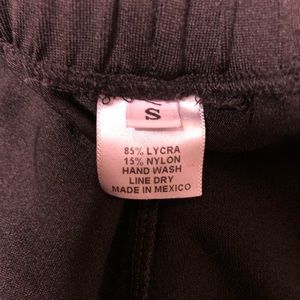 S
85% LYCRA
15% NYLON
HAND WASH
LINE DRY
MADE IN MEXICO